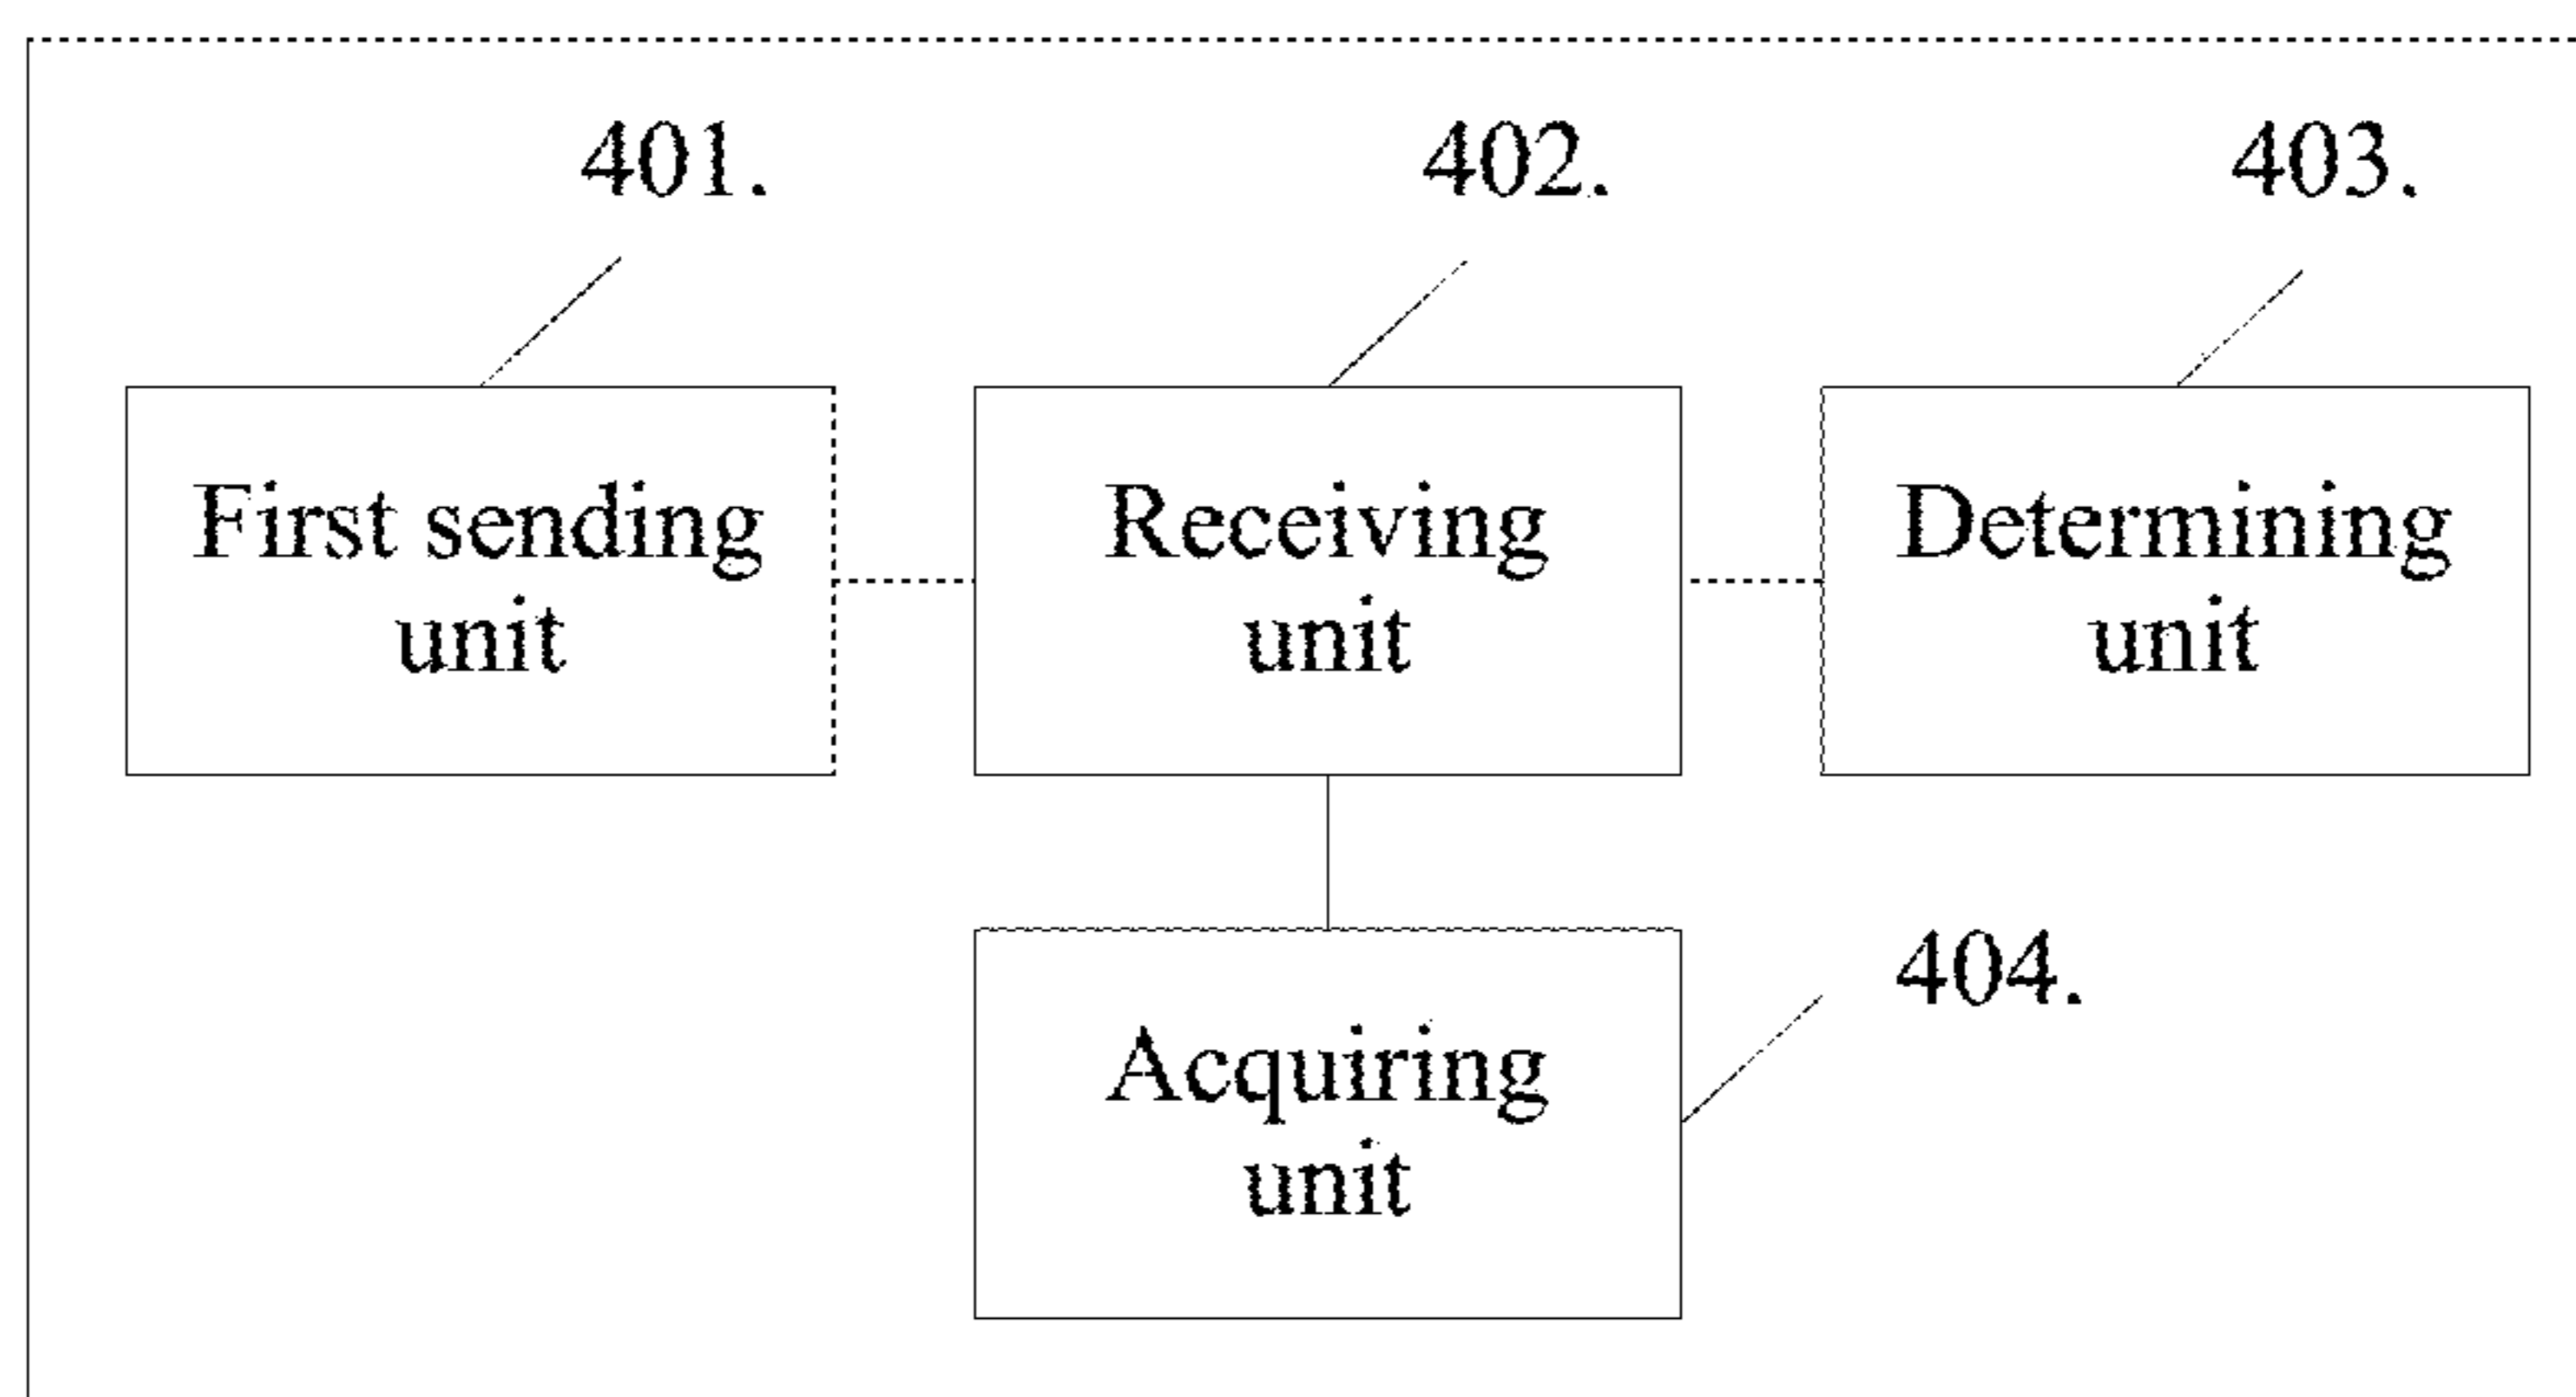 401.
402.
403.
First sending
unit
Receiving
unit
Determining
unit
404.
Acquiring
unit